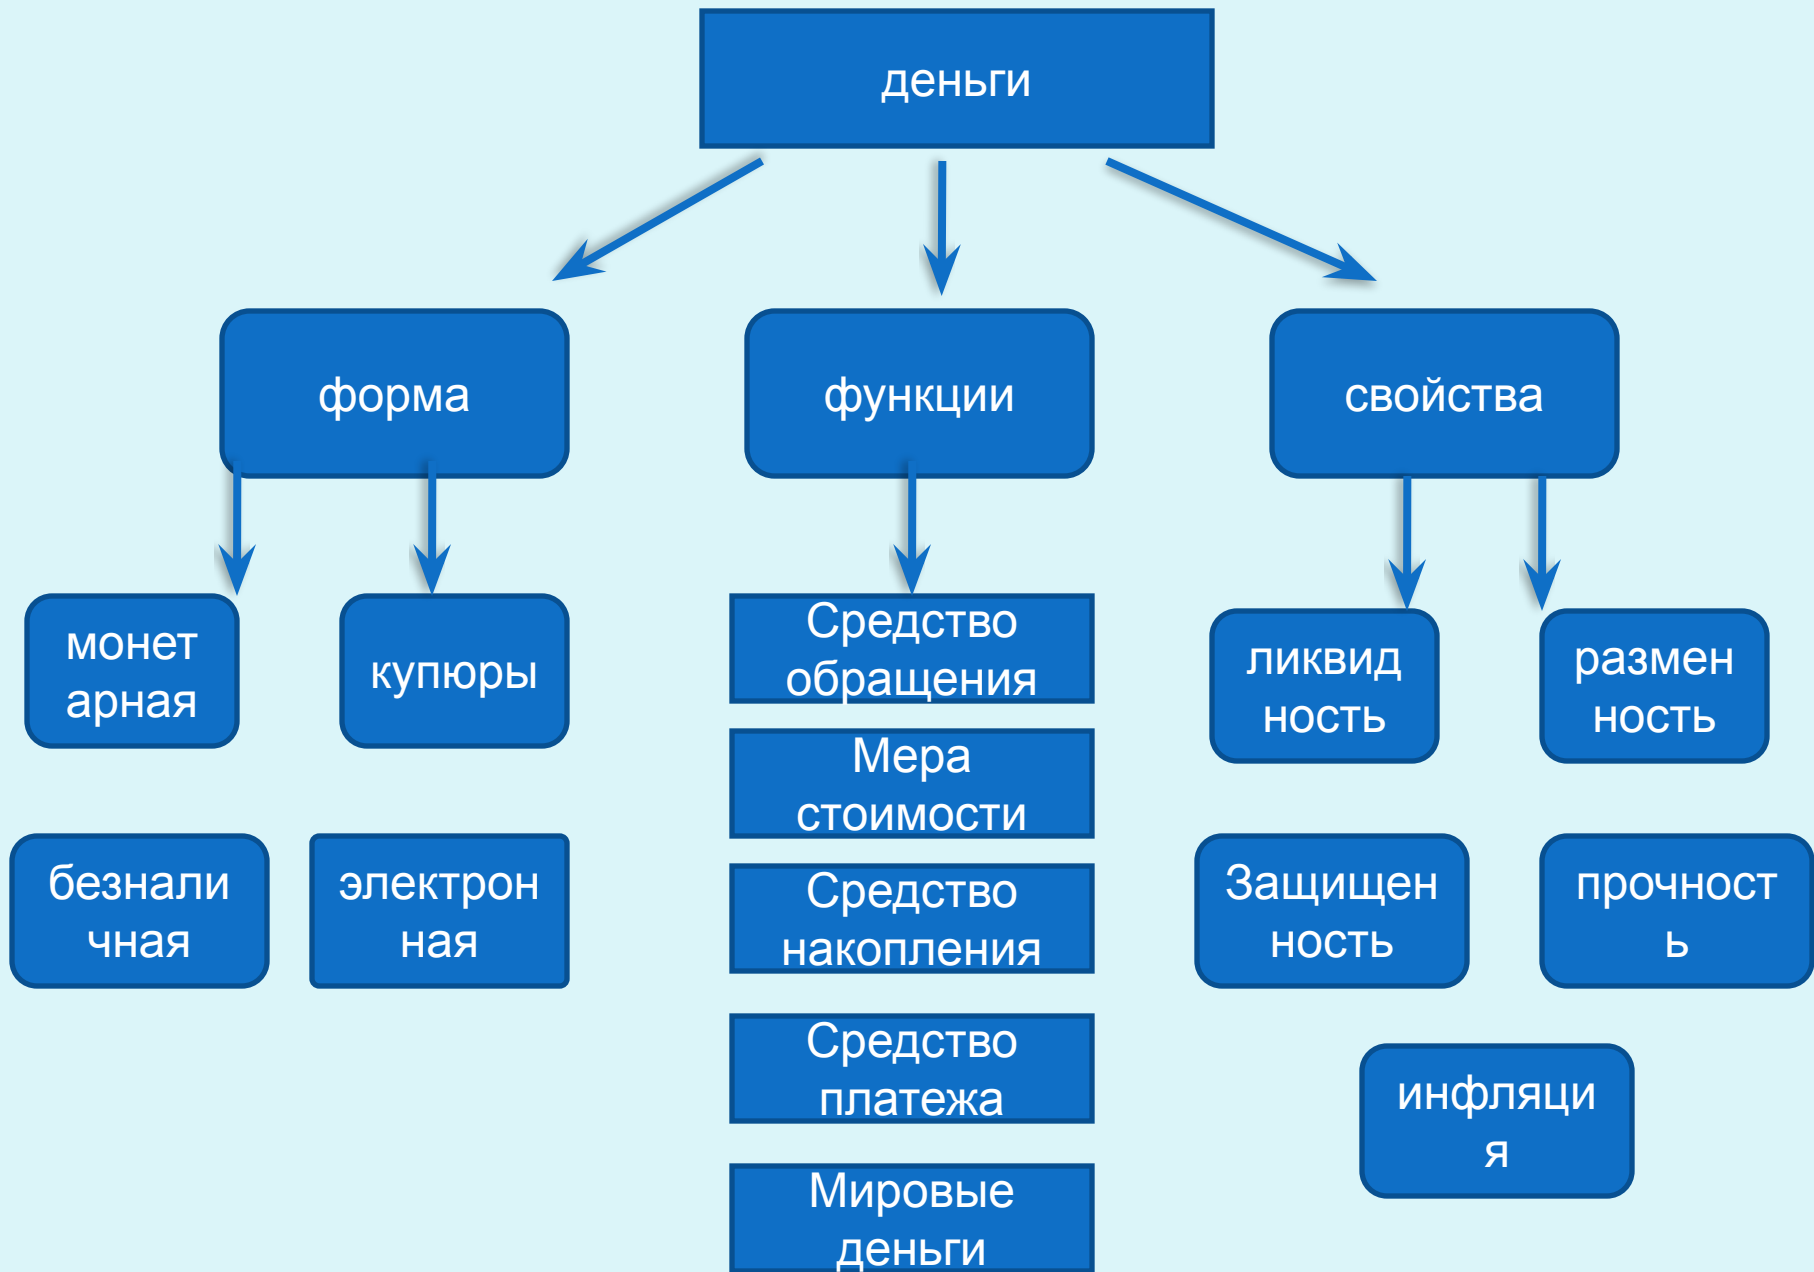 деньги
форма
функции
свойства
монет
арная
купюры
безнали
чная
электрон
ная
Средство
обращения
Мера
стоимости
Средство
накопления
Средство
платежа
Мировые
деньги
ликвид
ность
размен
ность
Защищен
ность
прочност
ь
инфляци
я